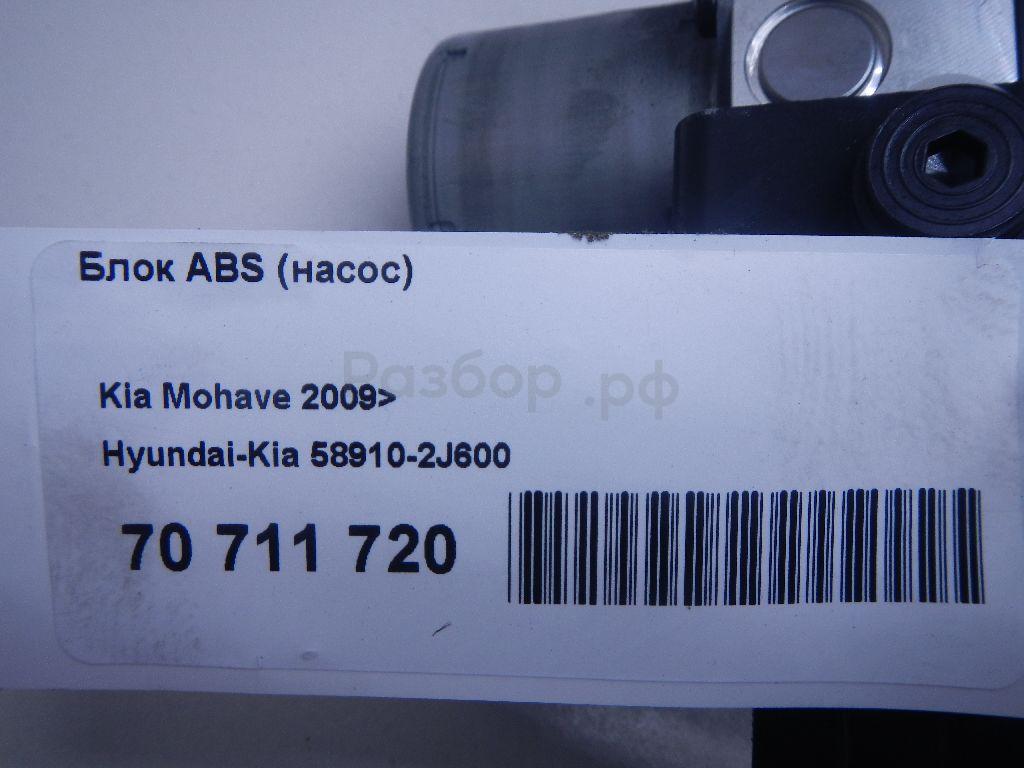 Блок ABS (насос)
Разбор.рф
Kia Mohave 2009>
Hyundai-Kia 58910-2J600
70 711 720